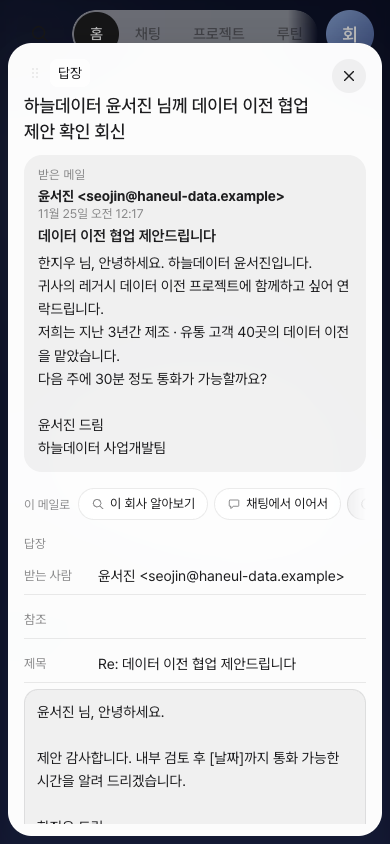 홈 채팅 프로젝트 루틴 회
답장
하늘데이터 윤서진 님께 데이터 이전 협업
제안 확인 회신
받은 메일
윤서진 <seojin@haneul-data.example>
11월 25일 오전 12:17
데이터 이전 협업 제안드립니다
한지우 님, 안녕하세요. 하늘데이터 윤서진입니다.
귀사의 레거시 데이터 이전 프로젝트에 함께하고 싶어 연
락드립니다.
저희는 지난 3년간 제조 · 유통 고객 40곳의 데이터 이전
을 맡았습니다.
다음 주에 30분 정도 통화가 가능할까요?
윤서진 드림
하늘데이터 사업개발팀
이 메일로 이 회사 알아보기 채팅에서 이어서
답장
받는 사람 윤서진 <seojin@haneul-data.example>
참조
제목 Re: 데이터 이전 협업 제안드립니다
윤서진 님, 안녕하세요.
제안 감사합니다. 내부 검토 후 [날짜]까지 통화 가능한
시간을 알려 드리겠습니다.